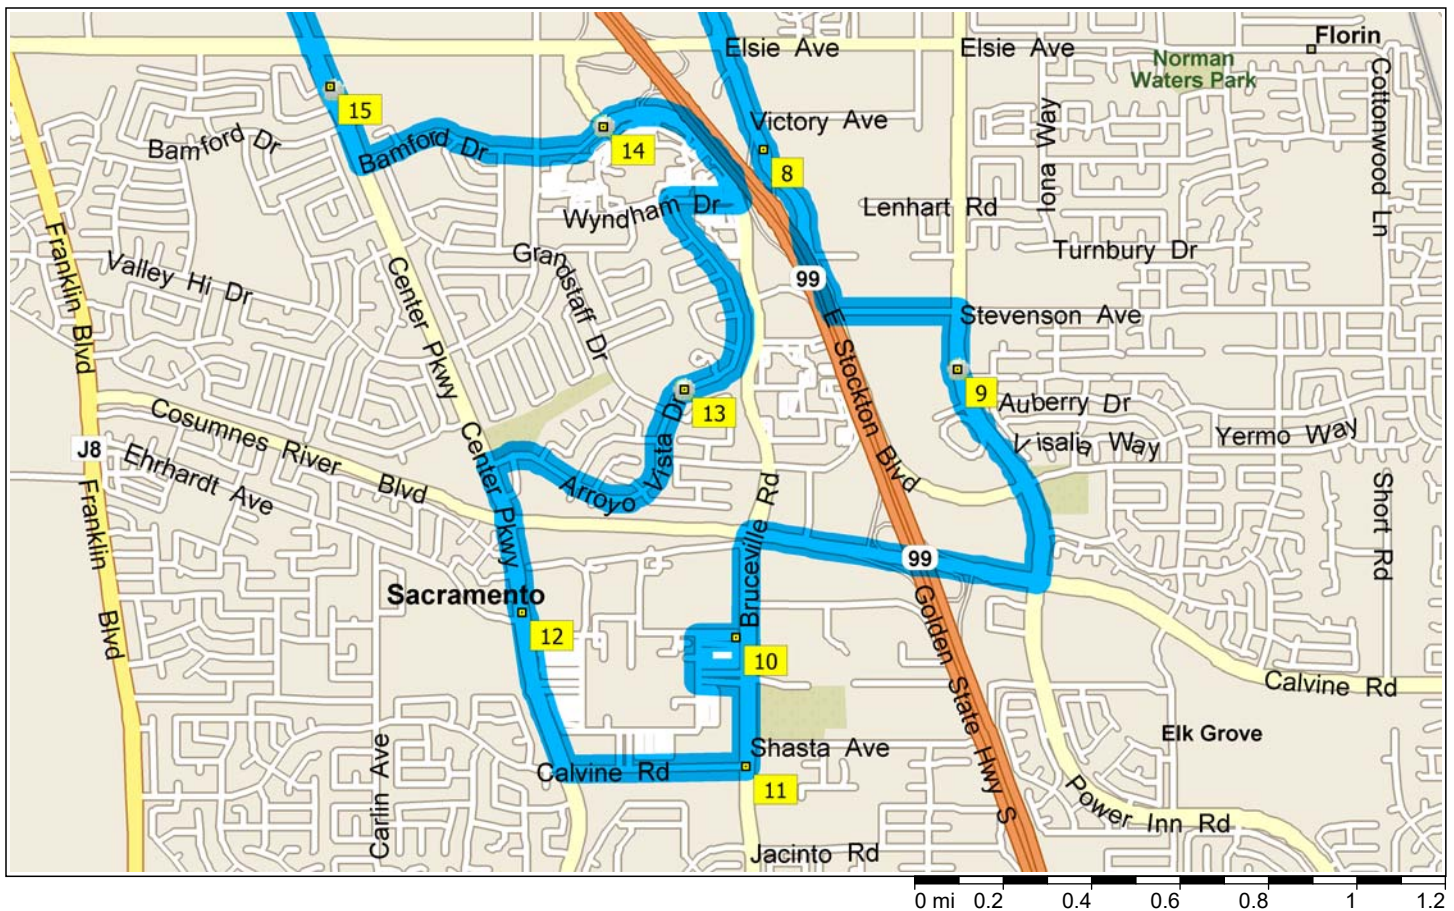 Elsie Ave
Elsie Ave
Florin
Norman
Waters Park
15
Bamford Dr
Bamford Dr
14
Victory Ave
8
Iona Way
Cottonwood Ln
Wyndham Dr
Lenhart Rd
Franklin Blvd
Valley Hi Dr
Center Pkwy
Grandstaff Dr
99
Turnbury Dr
Stevenson Ave
E Stockton Blvd
9
Auberry Dr
13
Visalia Way
Yermo Way
Cosumnes River Blvd
J8
Ehrhardt Ave
Center Pkwy
Arroyo Vista Dr
Bruceville Rd
Short Rd
Franklin Blvd
99
Sacramento
12
10
Golden State Hwy S
Calvine Rd
Elk Grove
Shasta Ave
Calvine Rd
11
Carlin Ave
Power Inn Rd
Jacinto Rd
0 mi 0.2 0.4 0.6 0.8 1 1.2